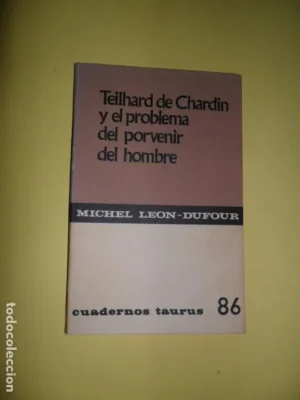 Teilhard de Chardin
y el problema
del porvenir
del hombre
MICHEL LEON-DUFOUR
cuadernos taurus 86
todocoleccion